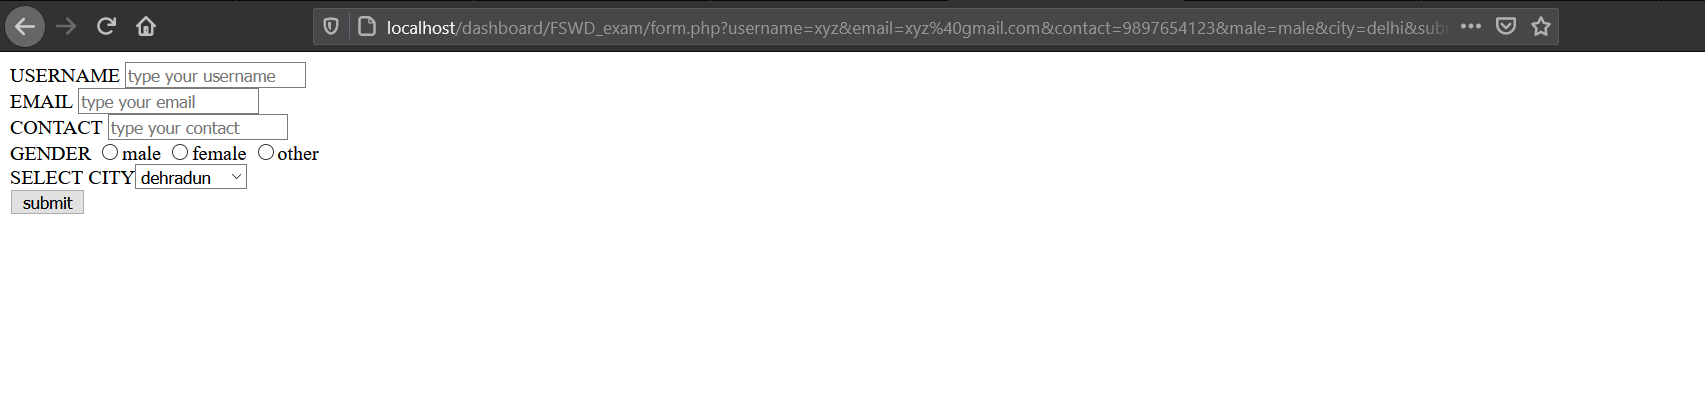 localhost/dashboard/FSWD_exam/form.php?username=xyz&email=xyz%40gmail.com&contact=9897654123&male=male&city=delhi&sub
USERNAME type your username
EMAIL type your email
CONTACT type your contact
GENDER male female other
SELECT CITY dehradun
submit